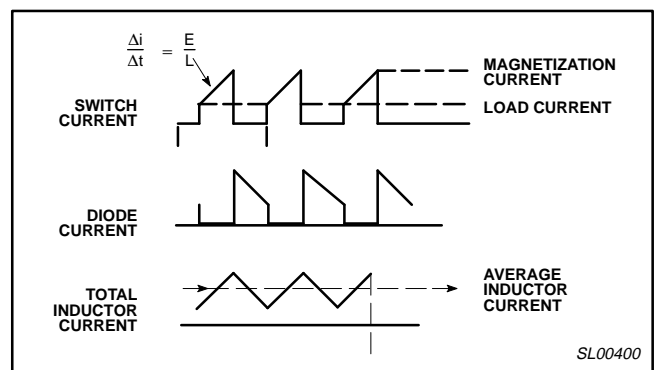 Δi
Δt
=
E
L
MAGNETIZATION
CURRENT
SWITCH
CURRENT
LOAD CURRENT
DIODE
CURRENT
TOTAL
INDUCTOR
CURRENT
AVERAGE
INDUCTOR
CURRENT
SL00400